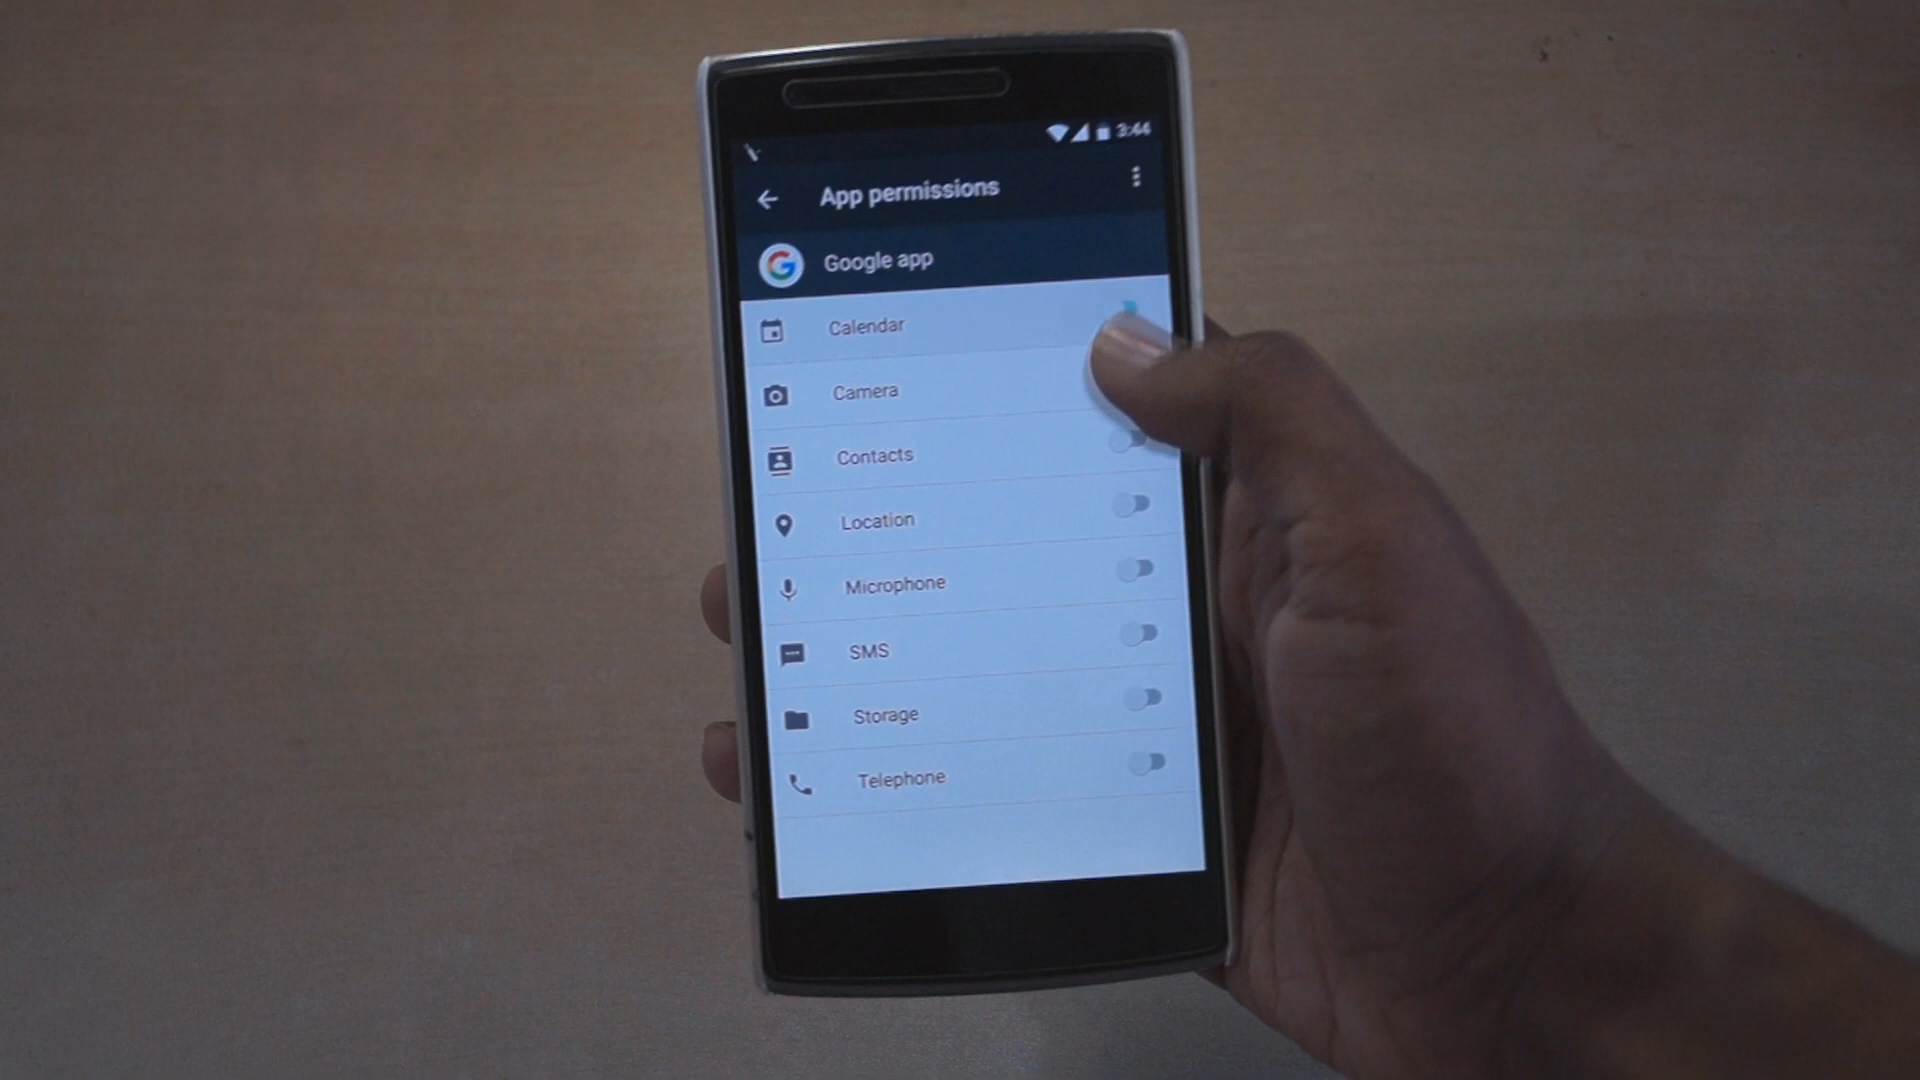 3:44
App permissions
Google app
Calendar
Camera
Contacts
Location
Microphone
SMS
Storage
Telephone